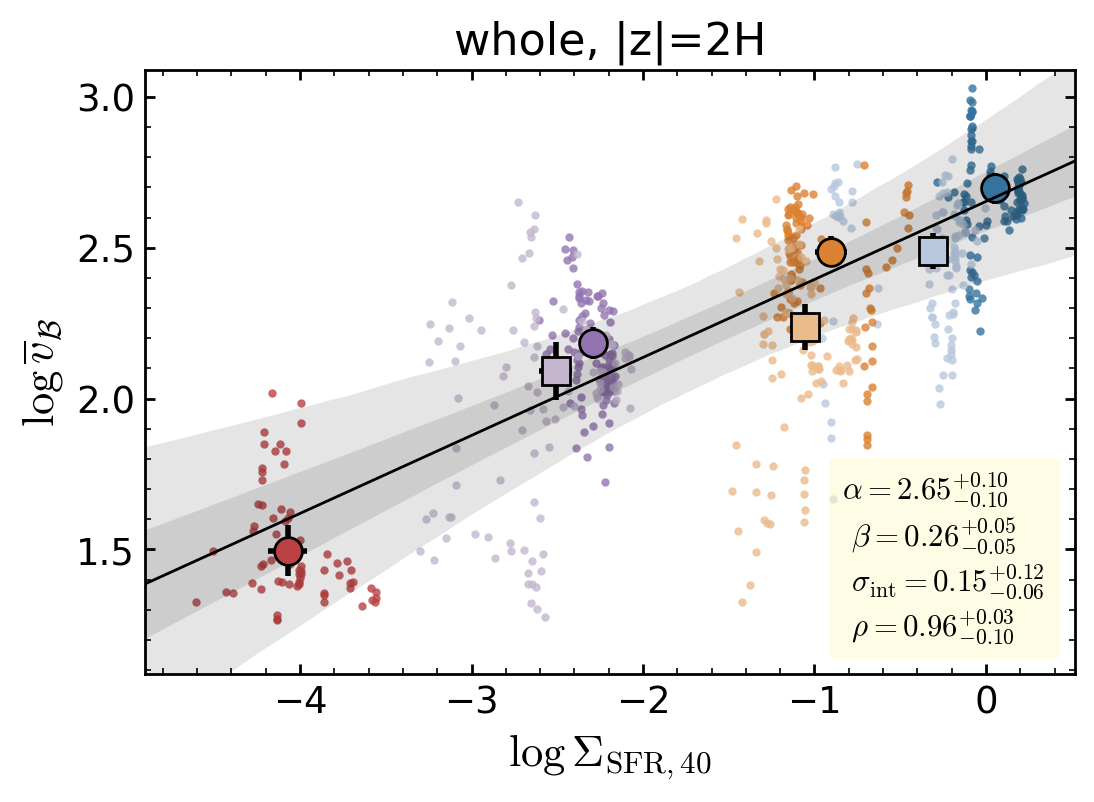 whole, |z|=2H
3.0
2.5
2.0
1.5
log v̅_ℬ
α = 2.65^{+0.10}_{−0.10}
β = 0.26^{+0.05}_{−0.05}
σ_int = 0.15^{+0.12}_{−0.06}
ρ = 0.96^{+0.03}_{−0.10}
−4 −3 −2 −1 0
log Σ_{SFR, 40}